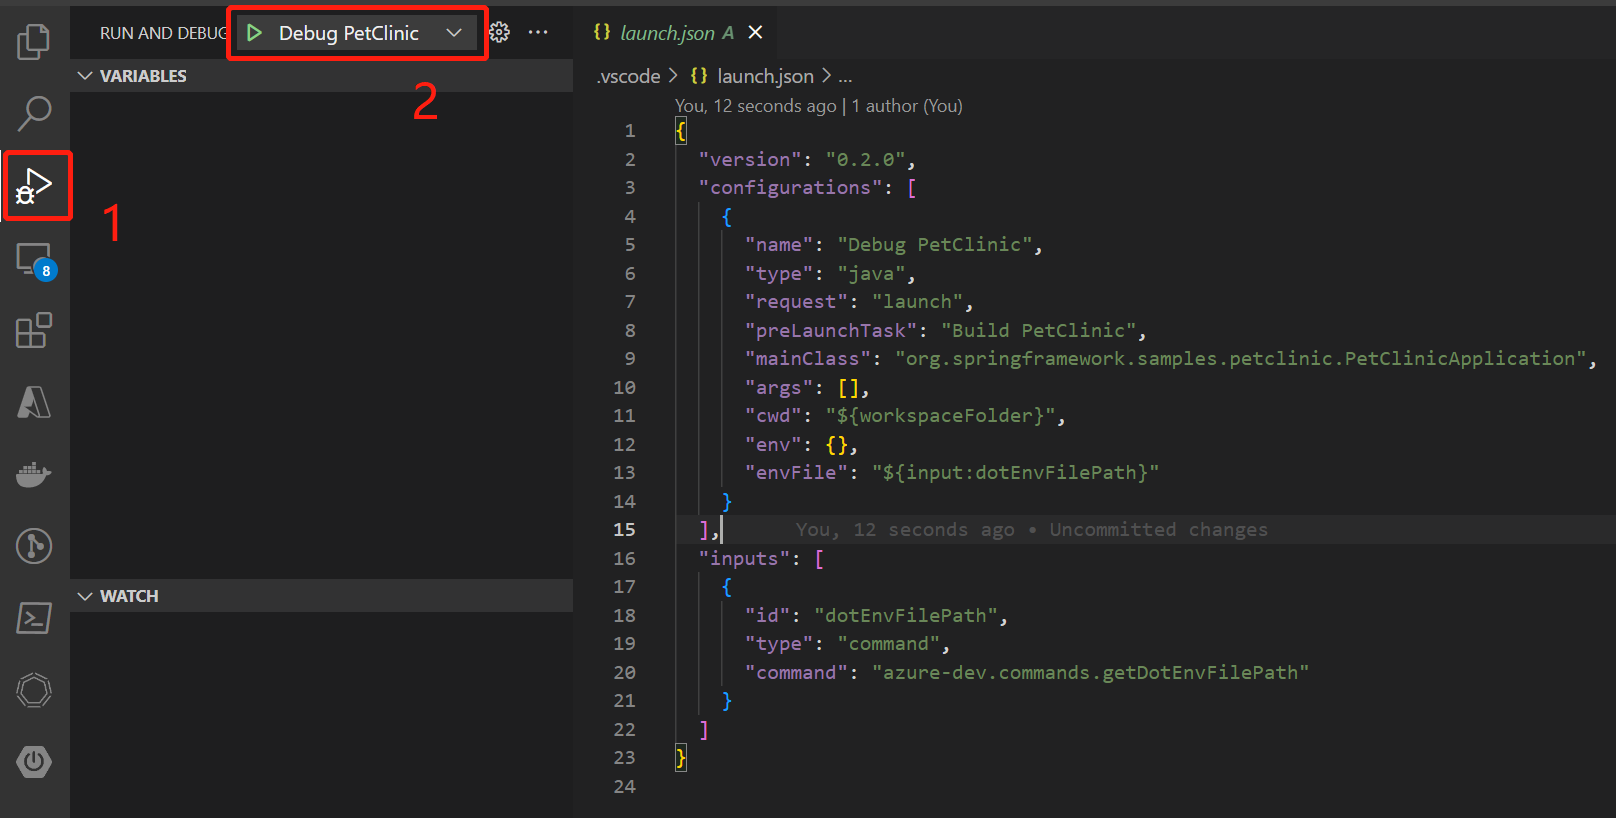 RUN AND DEBUG
Debug PetClinic
VARIABLES
2
1
8
WATCH
{} launch.json A
.vscode > {} launch.json > ...
You, 12 seconds ago | 1 author (You)
1 {
2 "version": "0.2.0",
3 "configurations": [
4 {
5 "name": "Debug PetClinic",
6 "type": "java",
7 "request": "launch",
8 "preLaunchTask": "Build PetClinic",
9 "mainClass": "org.springframework.samples.petclinic.PetClinicApplication",
10 "args": [],
11 "cwd": "${workspaceFolder}",
12 "env": {},
13 "envFile": "${input:dotEnvFilePath}"
14 }
15 ], You, 12 seconds ago • Uncommitted changes
16 "inputs": [
17 {
18 "id": "dotEnvFilePath",
19 "type": "command",
20 "command": "azure-dev.commands.getDotEnvFilePath"
21 }
22 ]
23 }
24